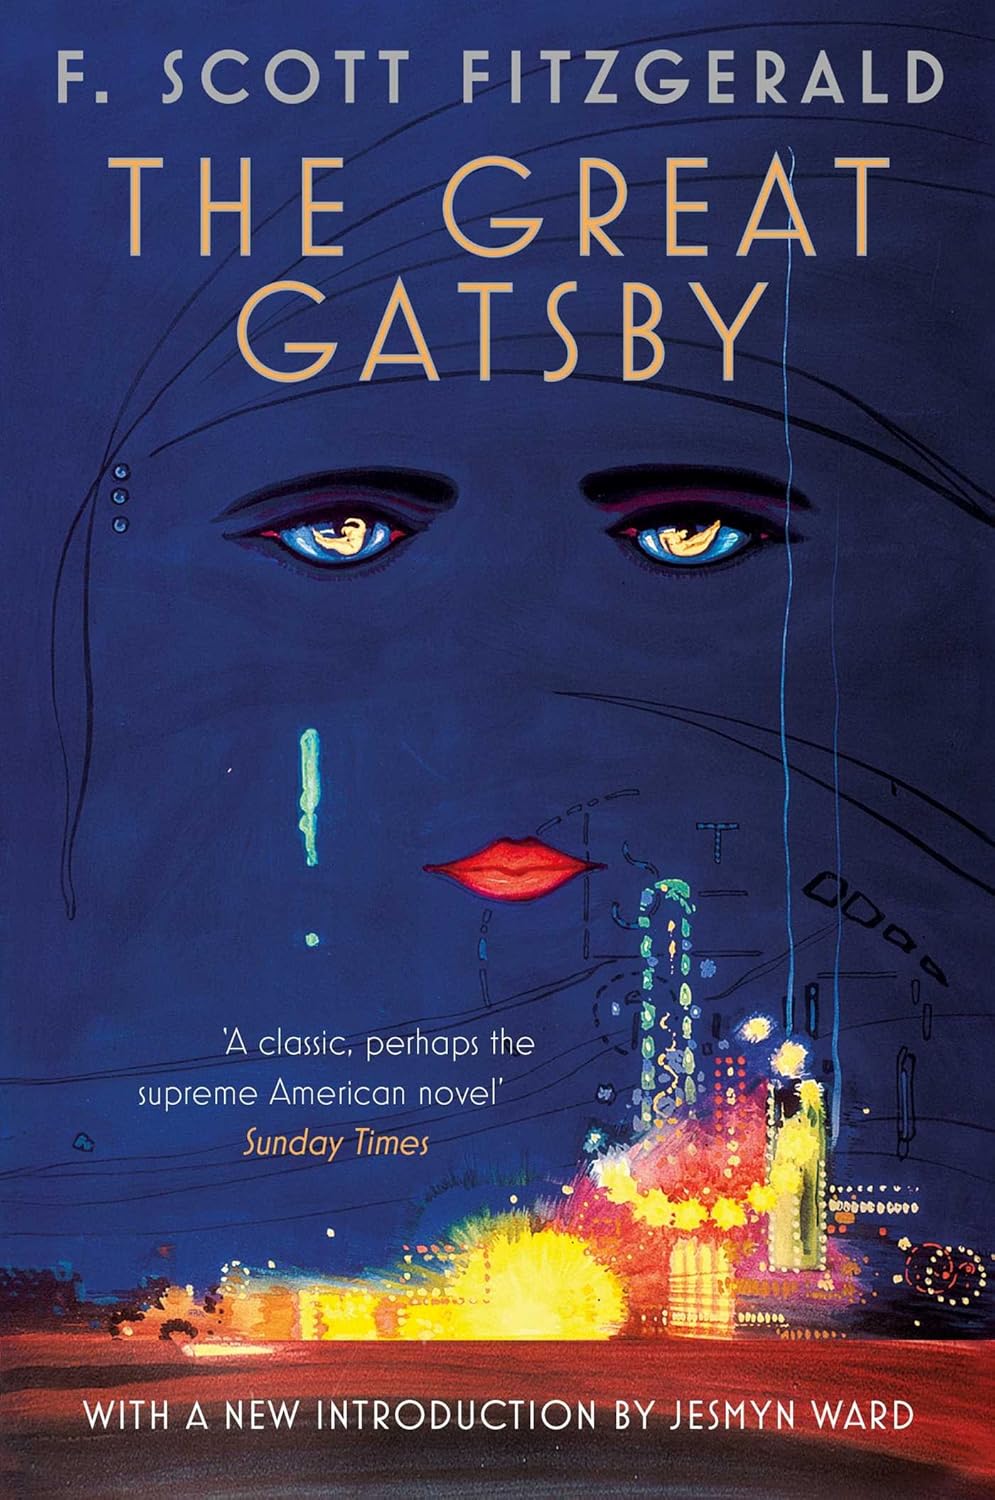 F. SCOTT FITZGERALD
THE GREAT
GATSBY
'A classic, perhaps the
supreme American novel'
Sunday Times
WITH A NEW INTRODUCTION BY JESMYN WARD